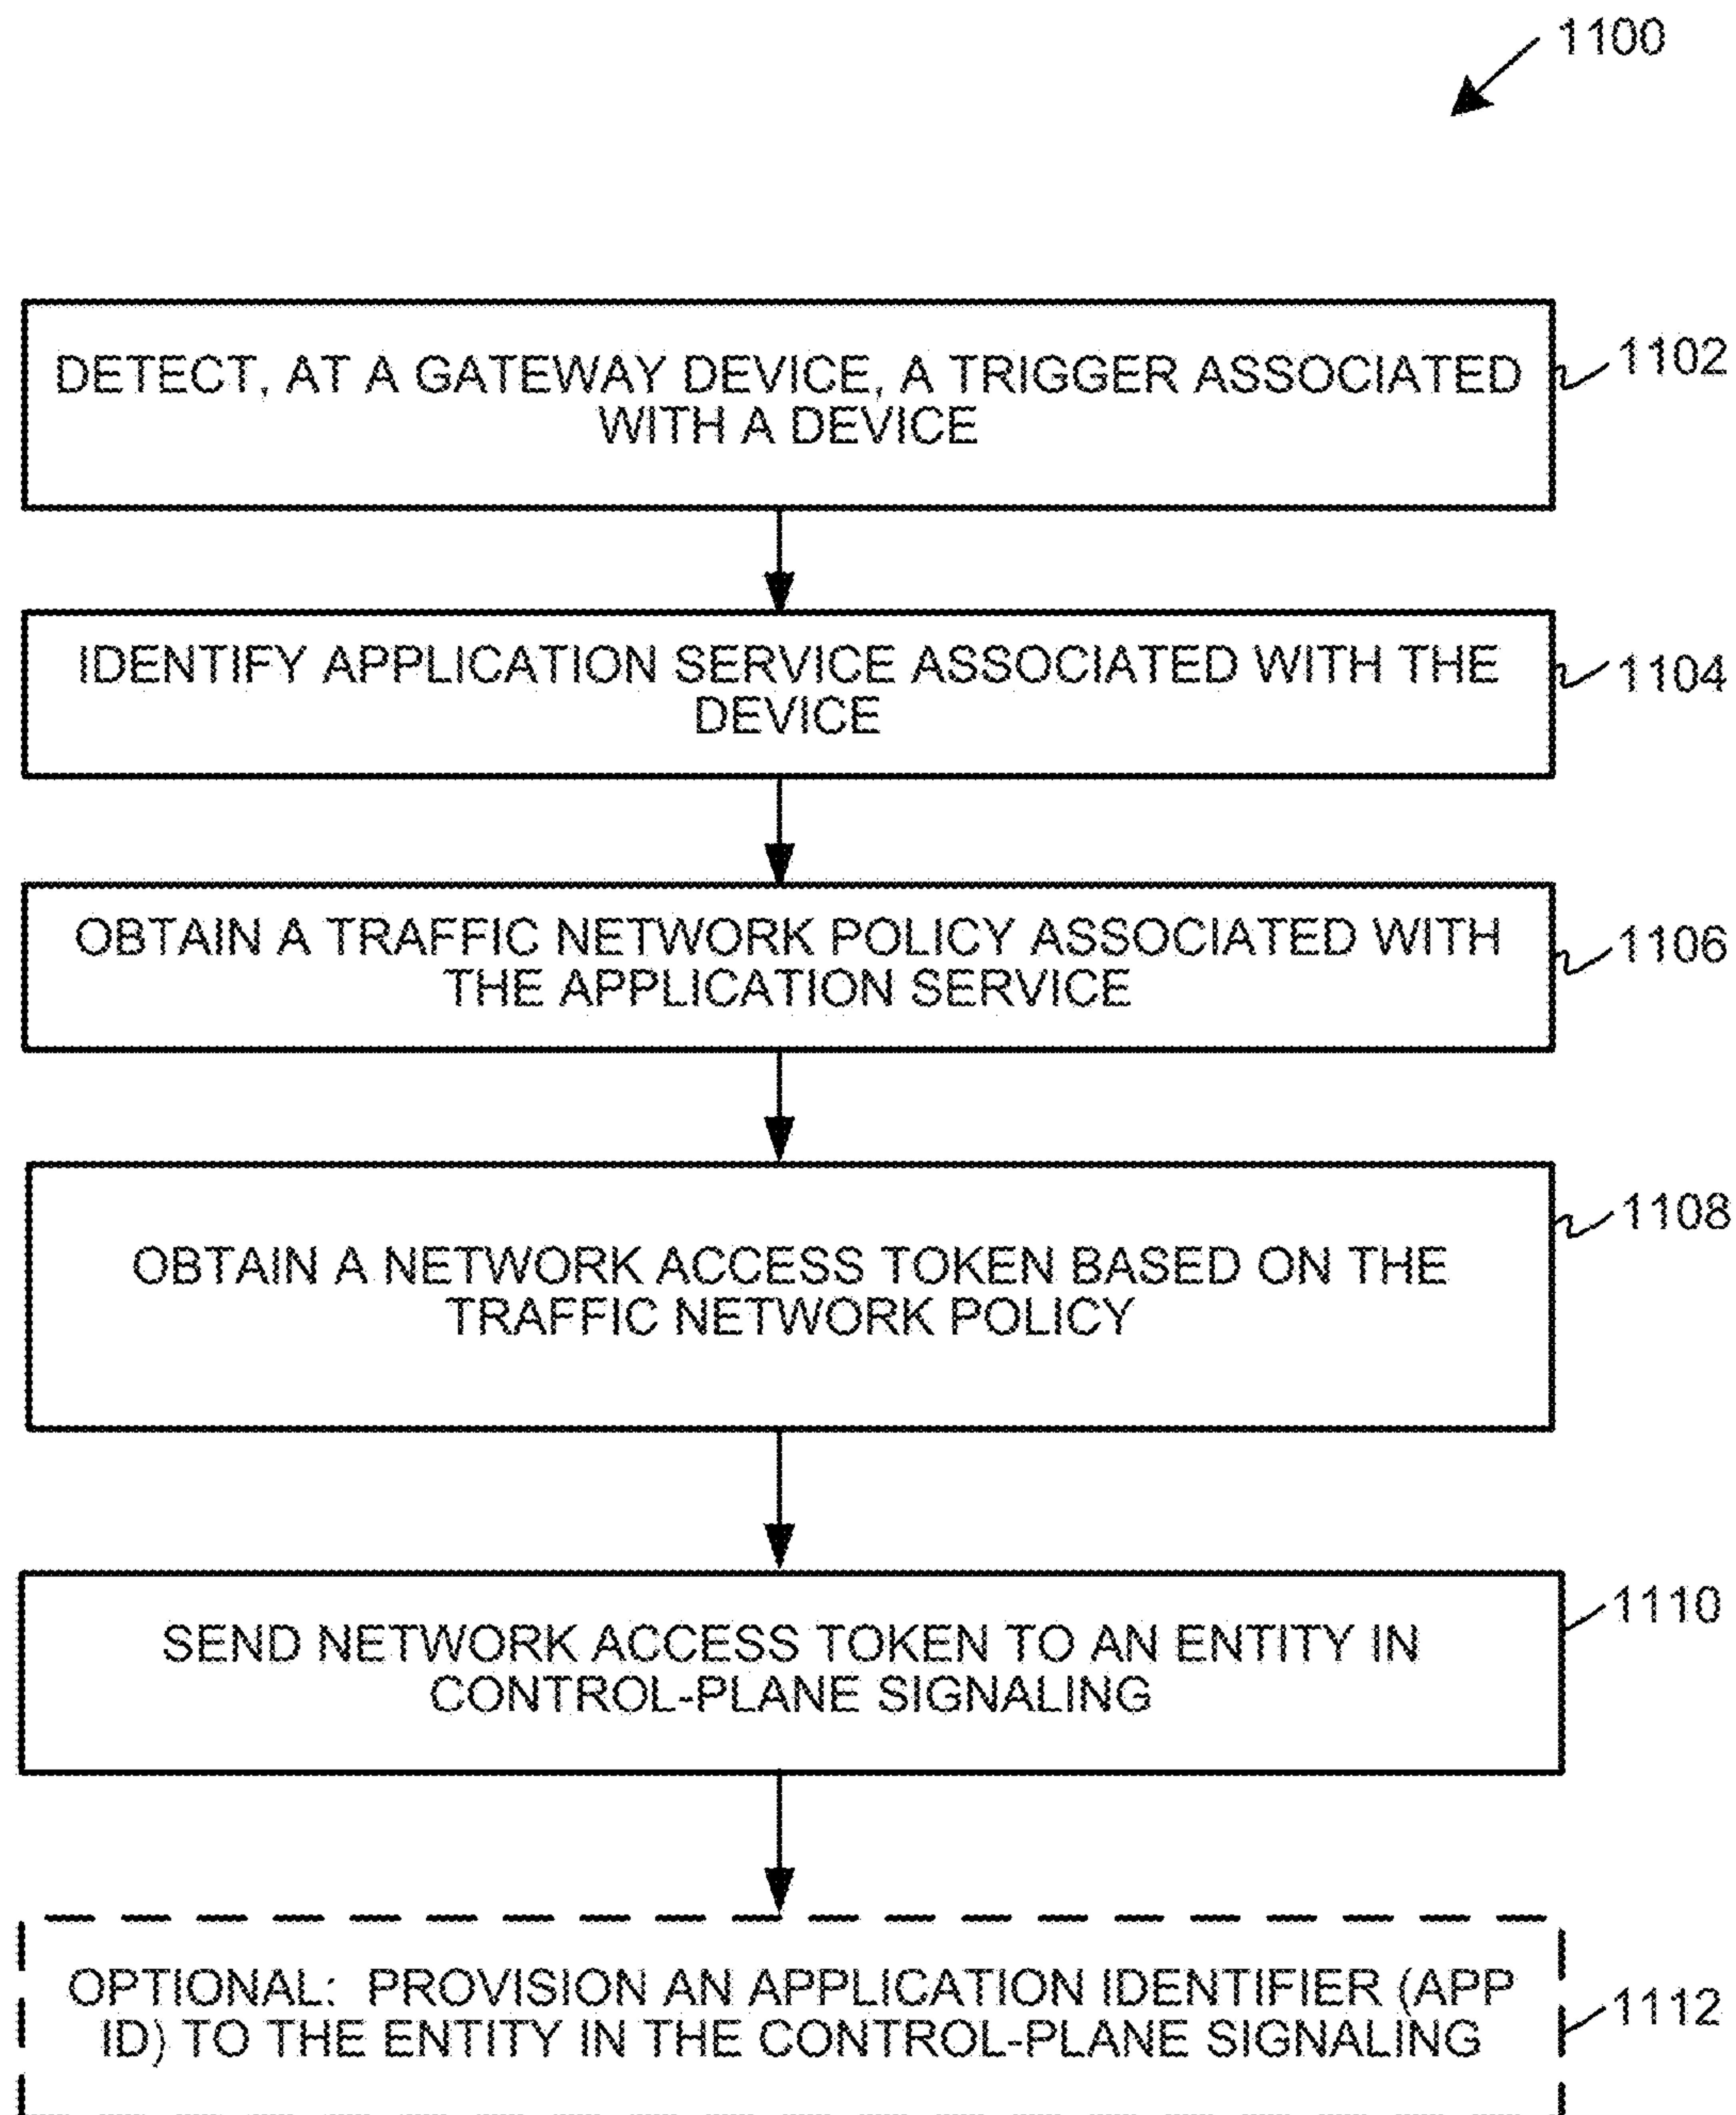 1100
DETECT, AT A GATEWAY DEVICE, A TRIGGER ASSOCIATED
WITH A DEVICE
1102
IDENTIFY APPLICATION SERVICE ASSOCIATED WITH THE
DEVICE
1104
OBTAIN A TRAFFIC NETWORK POLICY ASSOCIATED WITH
THE APPLICATION SERVICE
1106
OBTAIN A NETWORK ACCESS TOKEN BASED ON THE
TRAFFIC NETWORK POLICY
1108
SEND NETWORK ACCESS TOKEN TO AN ENTITY IN
CONTROL-PLANE SIGNALING
1110
OPTIONAL: PROVISION AN APPLICATION IDENTIFIER (APP
ID) TO THE ENTITY IN THE CONTROL-PLANE SIGNALING
1112